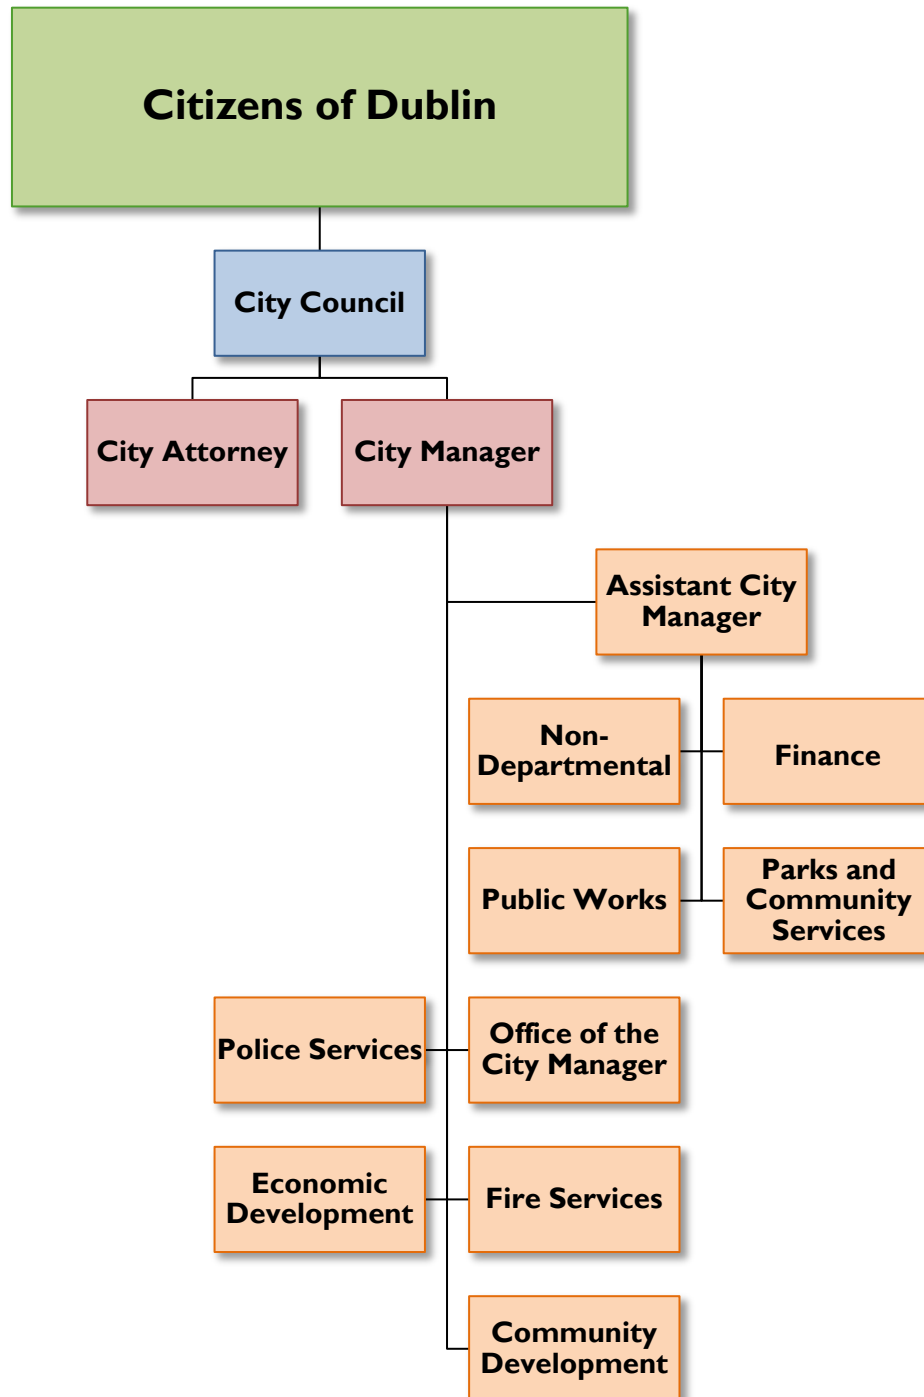 Citizens of Dublin
City Council
City Attorney
City Manager
Assistant City
Manager
Non-
Departmental
Finance
Public Works
Parks and
Community
Services
Police Services
Office of the
City Manager
Economic
Development
Fire Services
Community
Development